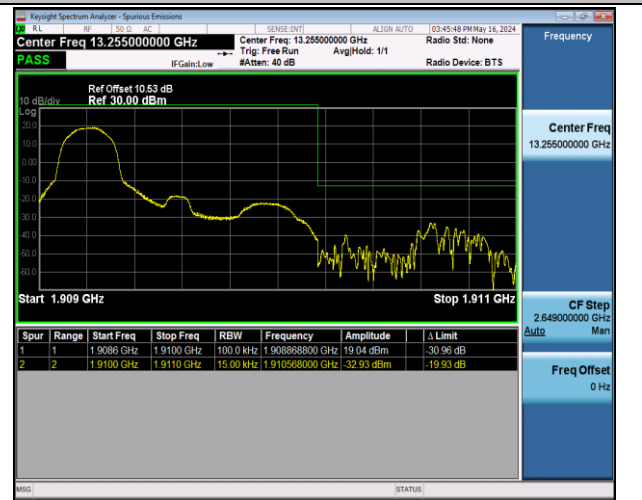 Keysight Spectrum Analyzer - Spurious Emissions
RL RF 50 Ω AC SENSE:INT ALIGN AUTO 03:45:48 PM May 16, 2024
Center Freq 13.255000000 GHz Center Freq: 13.255000000 GHz Radio Std: None Frequency
Trig: Free Run Avg|Hold: 1/1
PASS IFGain:Low #Atten: 40 dB Radio Device: BTS
Ref Offset 10.53 dB
10 dB/div Ref 30.00 dBm
Log
20.0
10.0
0.00
-10.0
-20.0
-30.0
-40.0
-50.0
-60.0
Start 1.909 GHz Stop 1.911 GHz
Center Freq
13.255000000 GHz
CF Step
2.649000000 GHz
Auto Man
Freq Offset
0 Hz
Spur Range Start Freq Stop Freq RBW Frequency Amplitude Δ Limit
1 1 1.9086 GHz 1.9100 GHz 100.0 kHz 1.908868800 GHz 19.04 dBm -30.96 dB
2 2 1.9100 GHz 1.9110 GHz 15.00 kHz 1.910568000 GHz -32.93 dBm -19.93 dB
MSG STATUS